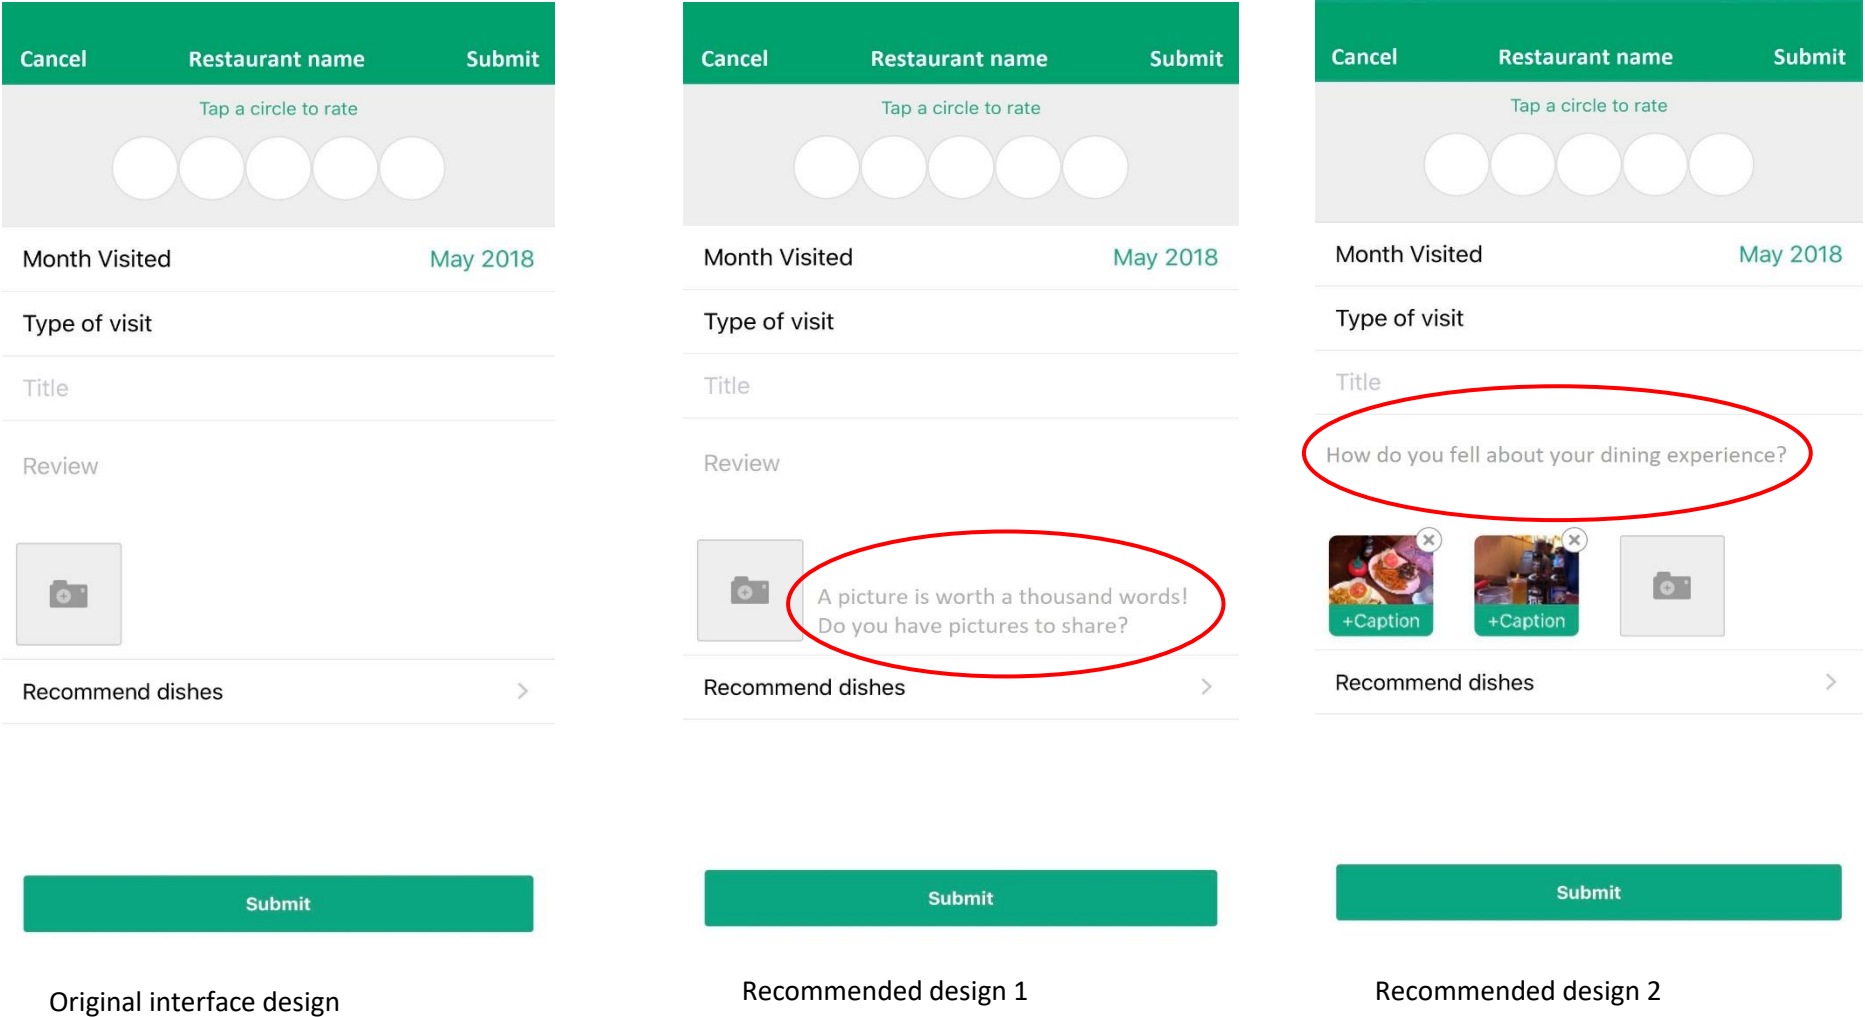 Cancel Restaurant name Submit
Tap a circle to rate
Month Visited May 2018
Type of visit
Title
Review
Recommend dishes
Submit
Original interface design
Cancel Restaurant name Submit
Tap a circle to rate
Month Visited May 2018
Type of visit
Title
Review
A picture is worth a thousand words!
Do you have pictures to share?
Recommend dishes
Submit
Recommended design 1
Cancel Restaurant name Submit
Tap a circle to rate
Month Visited May 2018
Type of visit
Title
How do you fell about your dining experience?
+Caption +Caption
Recommend dishes
Submit
Recommended design 2